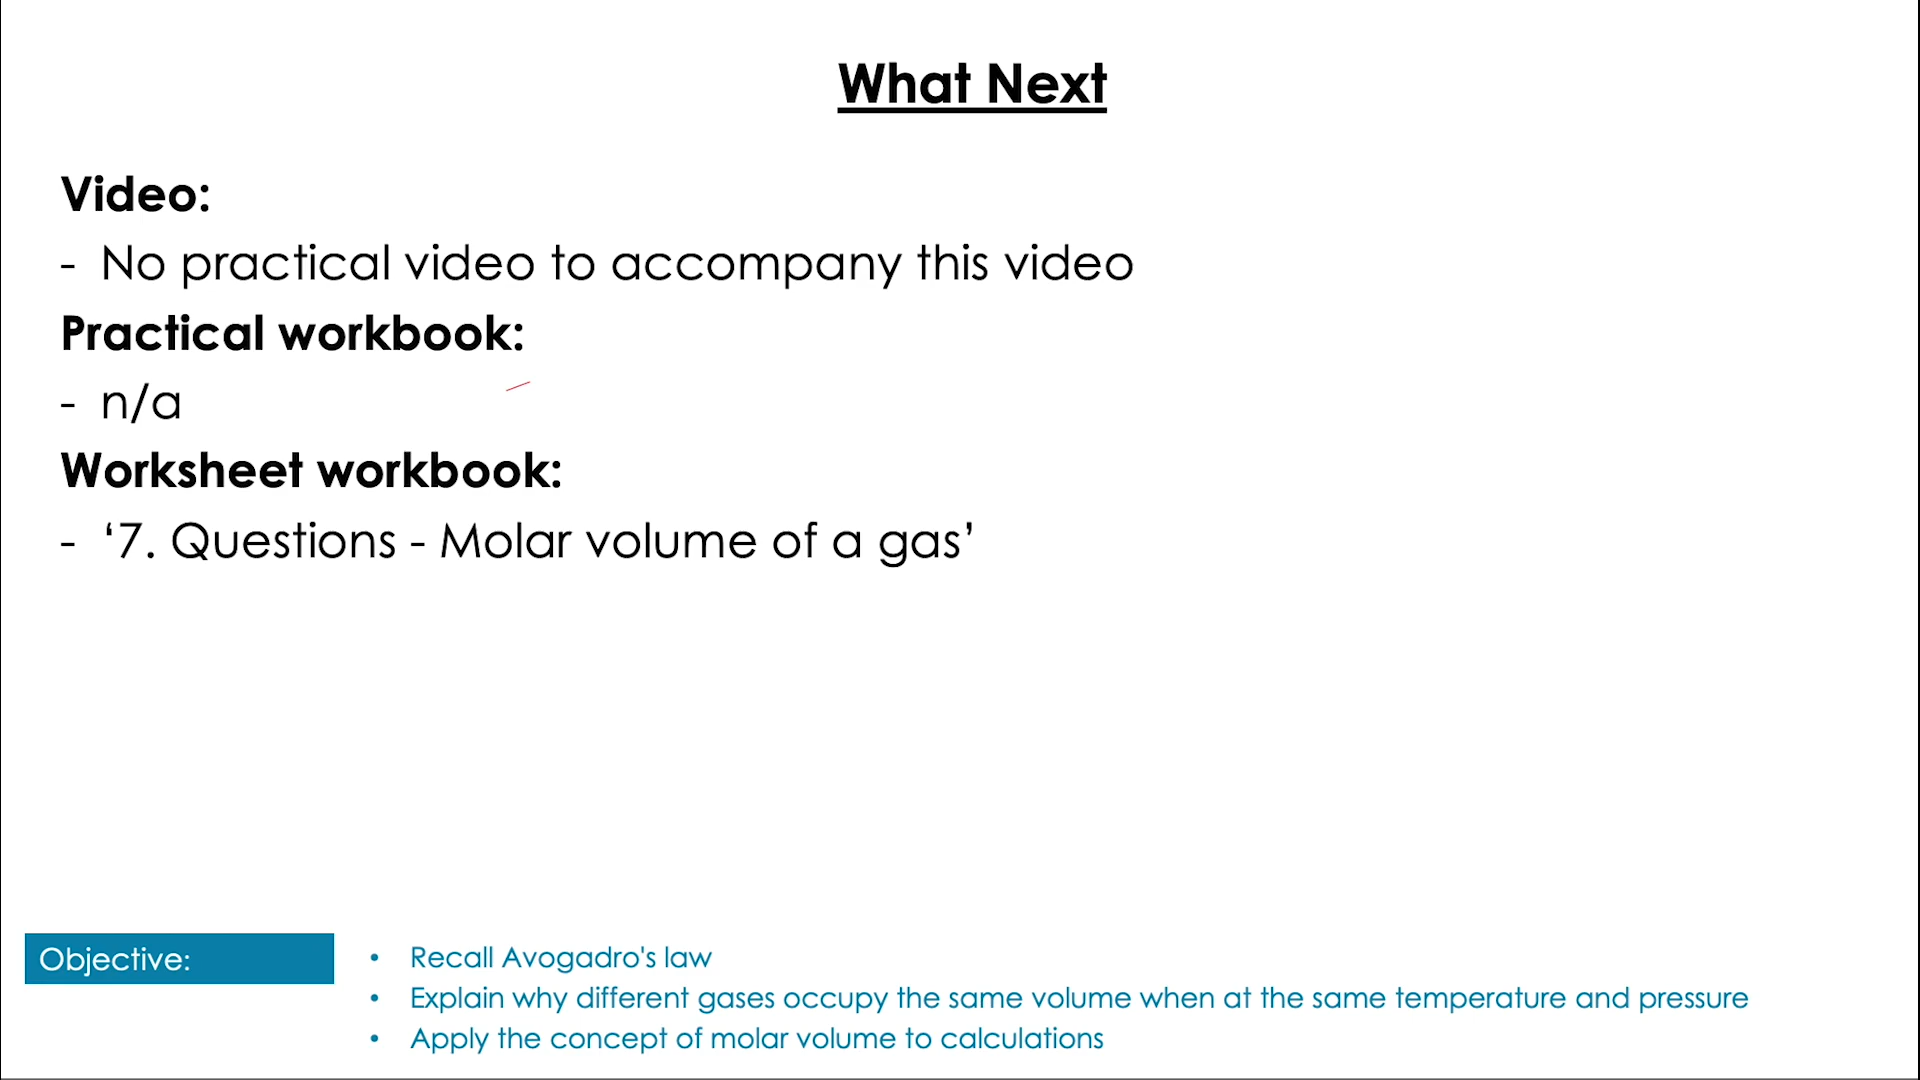 What Next
Video:
- No practical video to accompany this video
Practical workbook:
- n/a
Worksheet workbook:
- ‘7. Questions - Molar volume of a gas’
Objective:
• Recall Avogadro's law
• Explain why different gases occupy the same volume when at the same temperature and pressure
• Apply the concept of molar volume to calculations